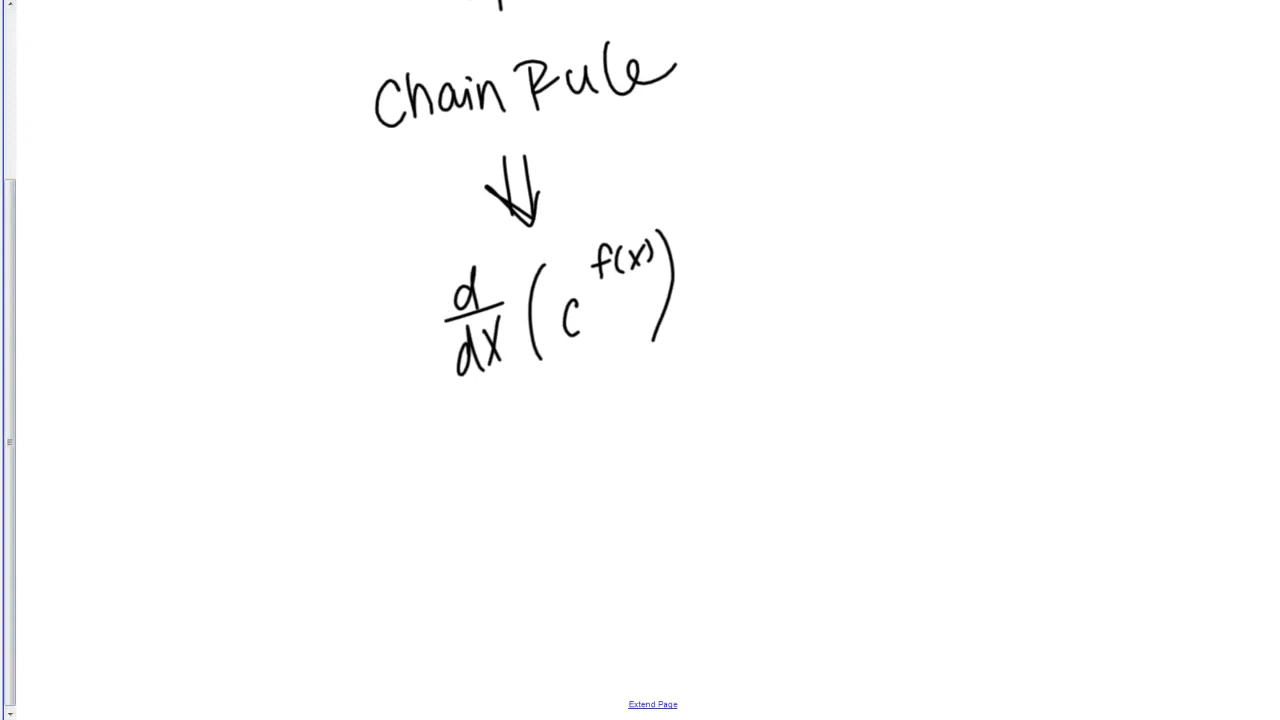 Chain Rule
d/dx (c^f(x))
Extend Page